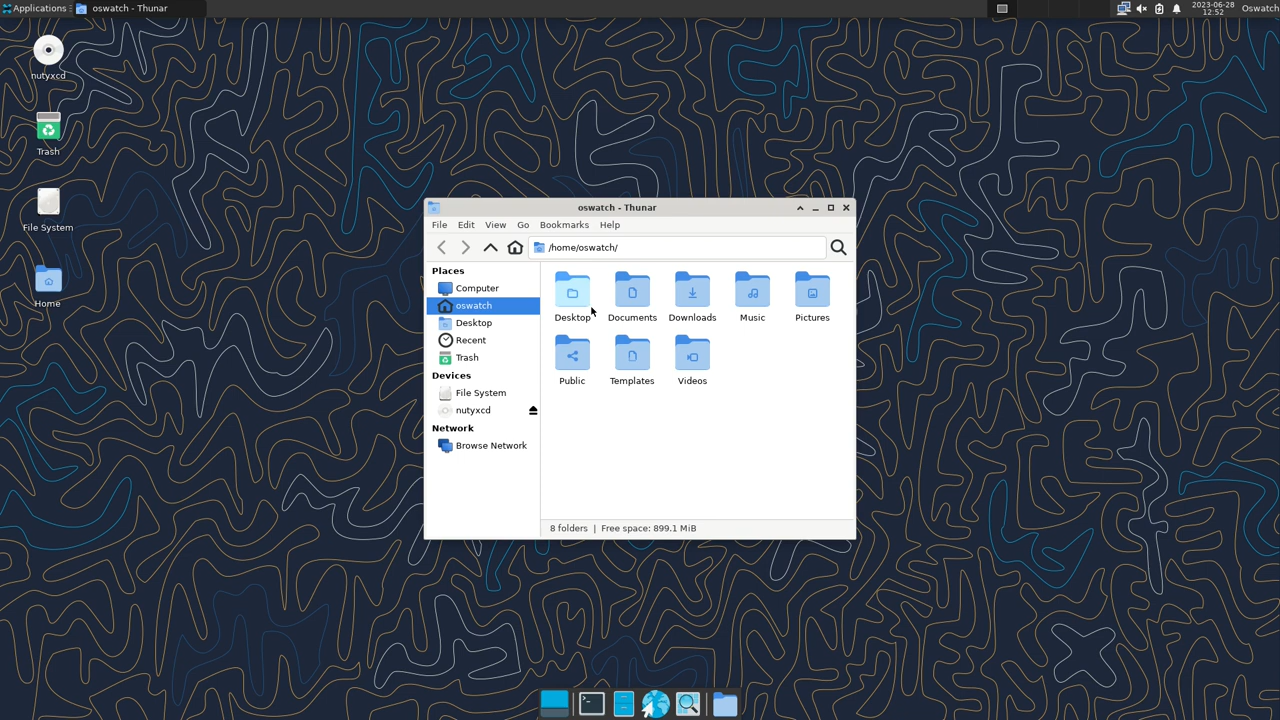 Applications
oswatch - Thunar
2023-06-28
12:52
Oswatch
nutyxcd
Trash
File System
Home
oswatch - Thunar
File Edit View Go Bookmarks Help
/home/oswatch/
Places
Computer
oswatch
Desktop
Recent
Trash
Devices
File System
nutyxcd
Network
Browse Network
Desktop Documents Downloads Music Pictures
Public Templates Videos
8 folders | Free space: 899.1 MiB